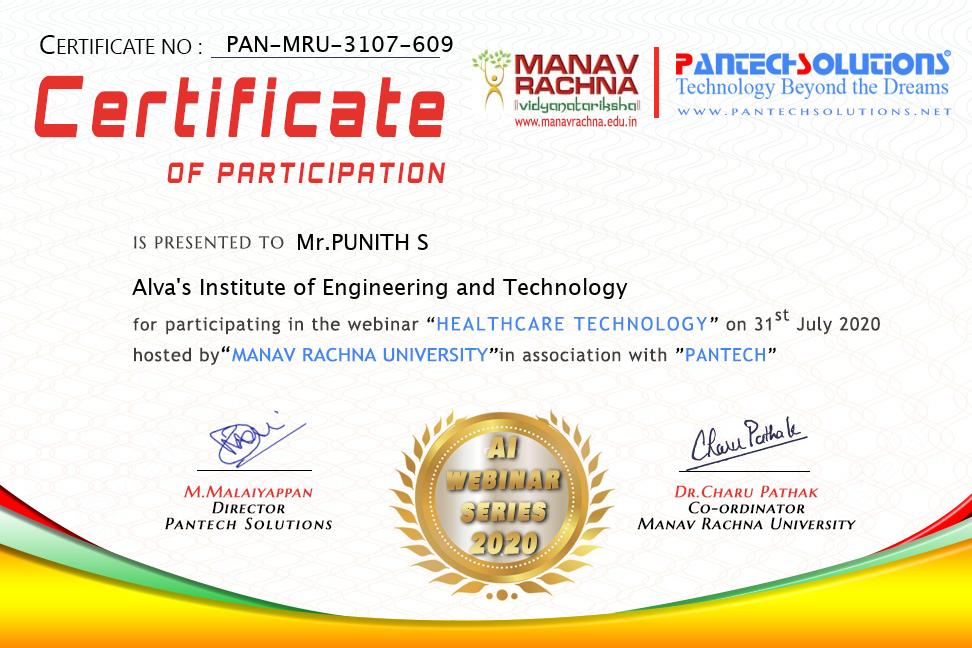 CERTIFICATE NO : PAN-MRU-3107-609
Certificate
OF PARTICIPATION
MANAV
RACHNA
vidyanatariksha
www.manavrachna.edu.in
PANTECHSOLUTIONS®
Technology Beyond the Dreams
WWW.PANTECHSOLUTIONS.NET
IS PRESENTED TO Mr.PUNITH S
Alva's Institute of Engineering and Technology
for participating in the webinar “HEALTHCARE TECHNOLOGY” on 31st July 2020
hosted by“MANAV RACHNA UNIVERSITY”in association with ”PANTECH”
Charu Pathak
AI
WEBINAR
SERIES
2020
M.MALAIYAPPAN
DIRECTOR
PANTECH SOLUTIONS
DR.CHARU PATHAK
CO-ORDINATOR
MANAV RACHNA UNIVERSITY